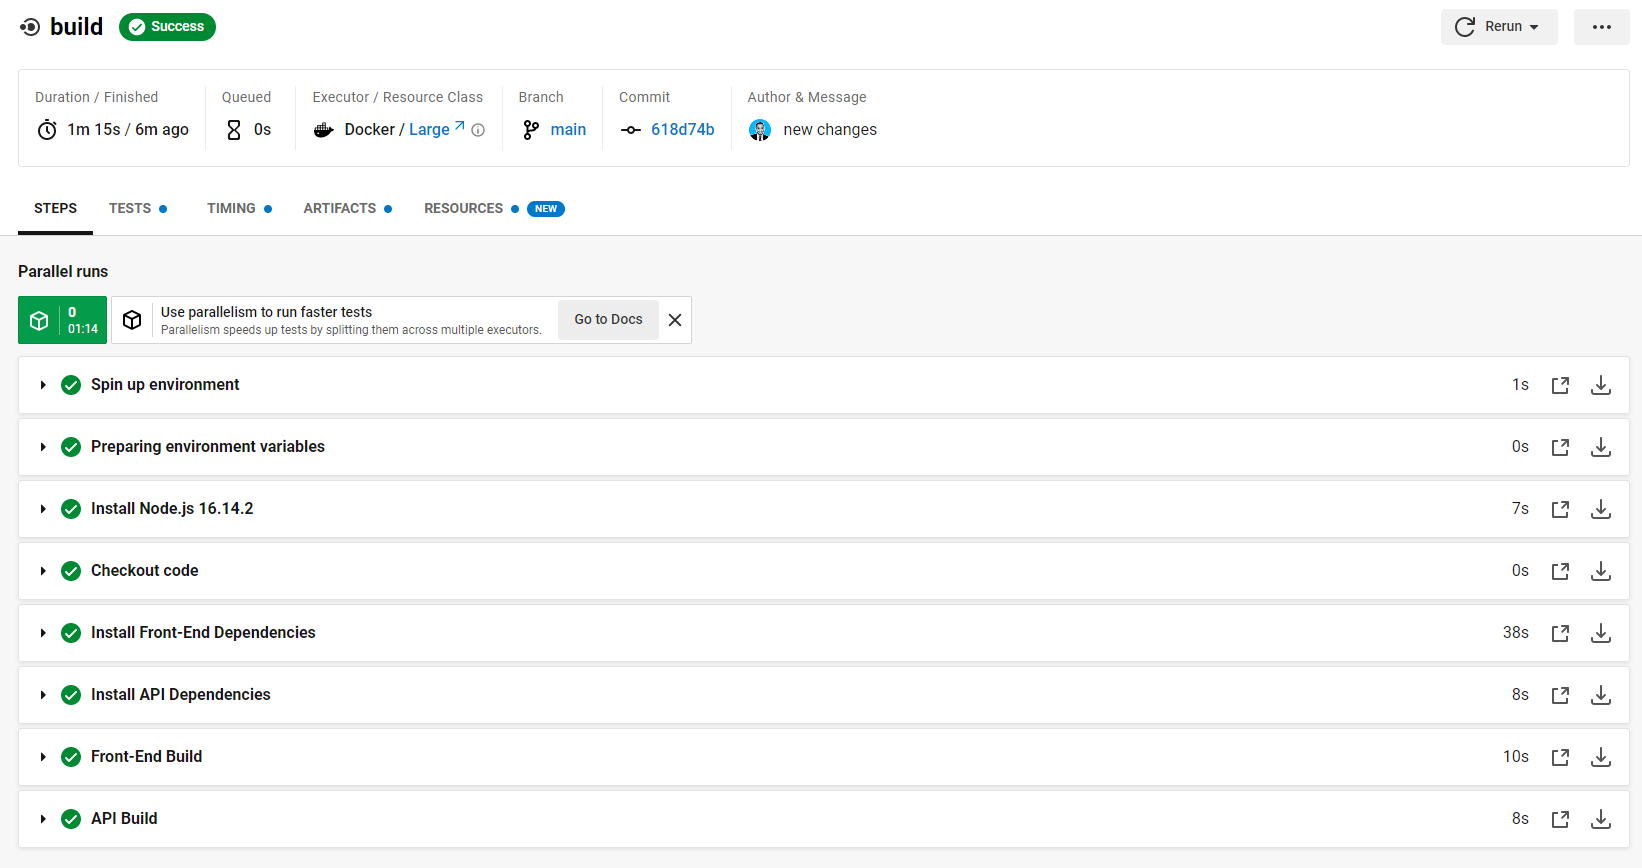 build Success Rerun
Duration / Finished Queued Executor / Resource Class Branch Commit Author & Message
1m 15s / 6m ago 0s Docker / Large main 618d74b new changes
STEPS TESTS TIMING ARTIFACTS RESOURCES NEW
Parallel runs
0
01:14
Use parallelism to run faster tests
Parallelism speeds up tests by splitting them across multiple executors.
Go to Docs
Spin up environment 1s
Preparing environment variables 0s
Install Node.js 16.14.2 7s
Checkout code 0s
Install Front-End Dependencies 38s
Install API Dependencies 8s
Front-End Build 10s
API Build 8s